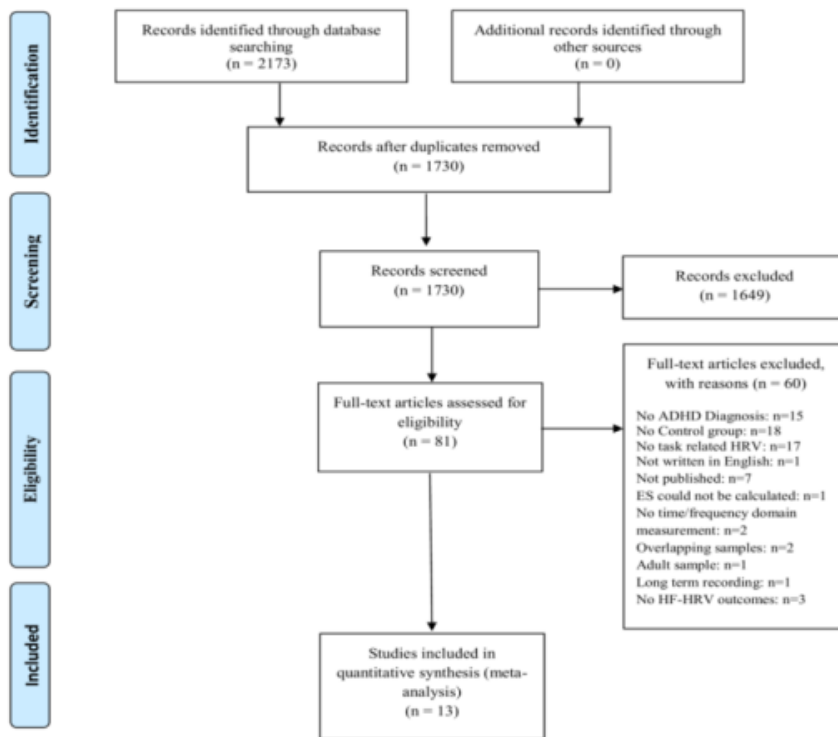 Identification
Records identified through database
searching
(n = 2173)
Additional records identified through
other sources
(n = 0)
Records after duplicates removed
(n = 1730)
Screening
Records screened
(n = 1730)
Records excluded
(n = 1649)
Eligibility
Full-text articles assessed for
eligibility
(n = 81)
Full-text articles excluded,
with reasons (n = 60)
No ADHD Diagnosis: n=15
No Control group: n=18
No task related HRV: n=17
Not written in English: n=1
Not published: n=7
ES could not be calculated: n=1
No time/frequency domain
measurement: n=2
Overlapping samples: n=2
Adult sample: n=1
Long term recording: n=1
No HF-HRV outcomes: n=3
Included
Studies included in
quantitative synthesis (meta-
analysis)
(n = 13)